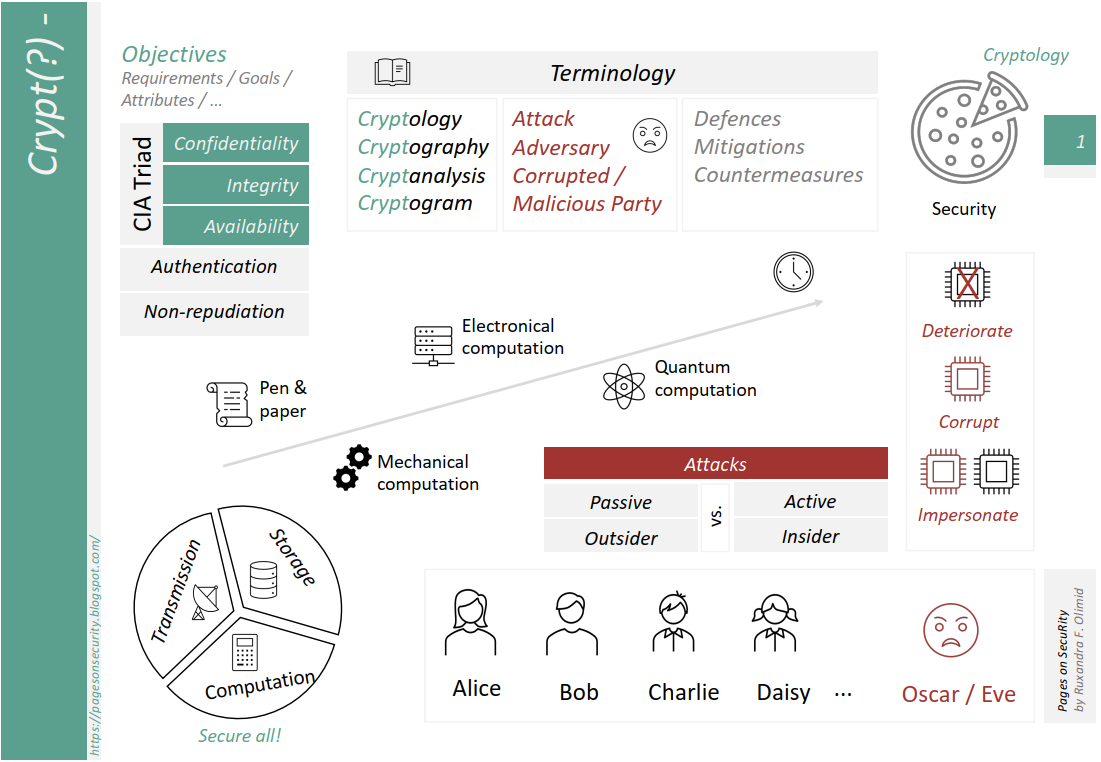 Crypt(?) -
https://pagesonsecurity.blogspot.com/
Objectives
Requirements / Goals /
Attributes / ...
CIA Triad
Confidentiality
Integrity
Availability
Authentication
Non-repudiation
Terminology
Cryptology
Cryptography
Cryptanalysis
Cryptogram
Attack
Adversary
Corrupted /
Malicious Party
Defences
Mitigations
Countermeasures
Cryptology
Security
1
Pen &
paper
Mechanical
computation
Electronical
computation
Quantum
computation
Deteriorate
Corrupt
Impersonate
Attacks
Passive
vs.
Active
Outsider
Insider
Transmission
Storage
Computation
Secure all!
Alice
Bob
Charlie
Daisy
...
Oscar / Eve
Pages on SecuRity
by Ruxandra F. Olimid